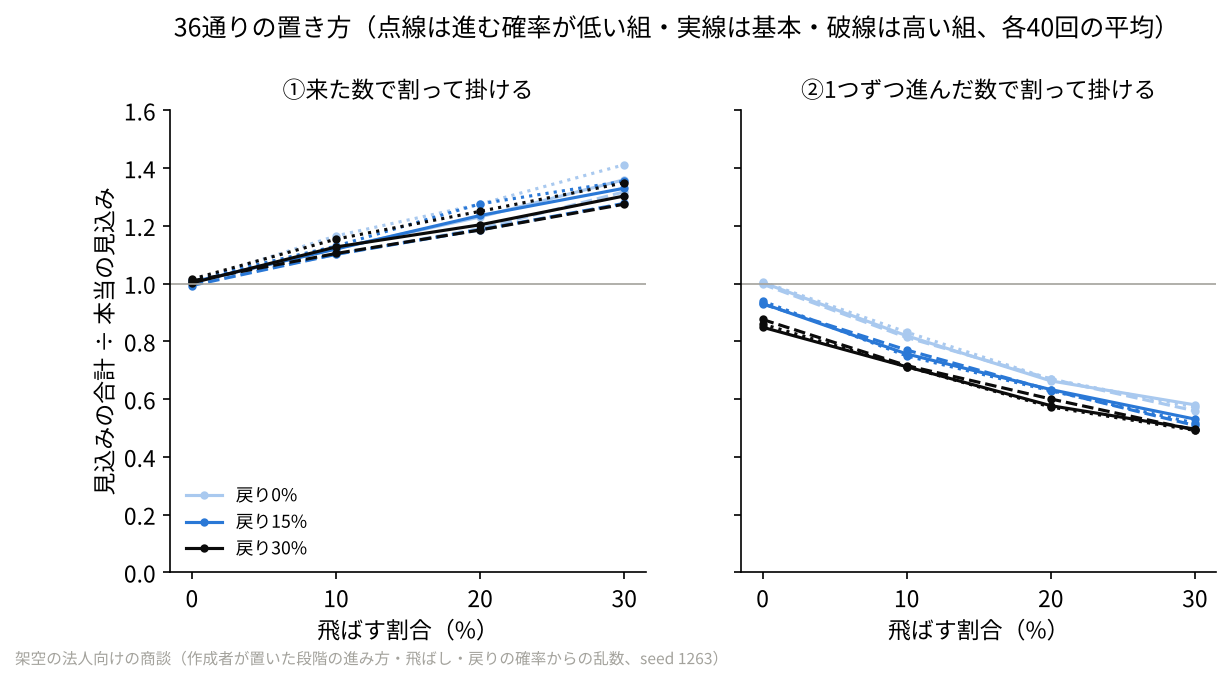 36通りの置き方（点線は進む確率が低い組・実線は基本・破線は高い組、各40回の平均）
①来た数で割って掛ける
②1つずつ進んだ数で割って掛ける
見込みの合計 ÷ 本当の見込み
1.6
1.4
1.2
1.0
0.8
0.6
0.4
0.2
0.0
戻り0%
戻り15%
戻り30%
0 10 20 30
0 10 20 30
飛ばす割合（%）
飛ばす割合（%）
架空の法人向けの商談（作成者が置いた段階の進み方・飛ばし・戻りの確率からの乱数、seed 1263）